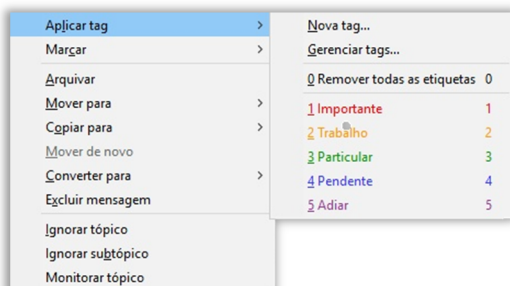 Aplicar tag
Marcar
Arquivar
Mover para
Copiar para
Mover de novo
Converter para
Excluir mensagem
Ignorar tópico
Ignorar subtópico
Monitorar tópico
Nova tag...
Gerenciar tags...
0 Remover todas as etiquetas 0
1 Importante 1
2 Trabalho 2
3 Particular 3
4 Pendente 4
5 Adiar 5